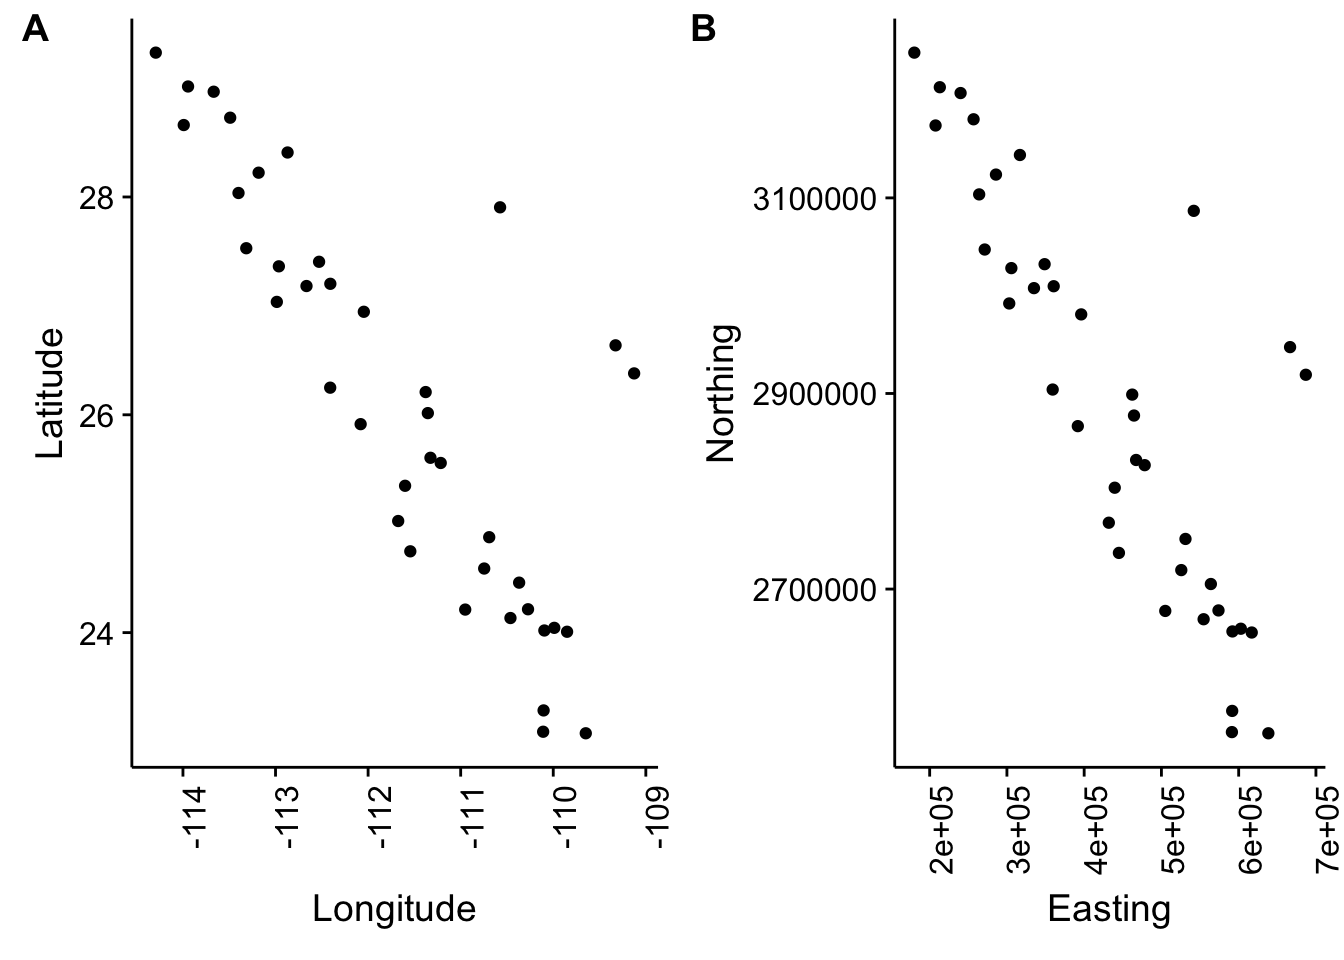 A
Latitude
28
26
24
-114
-113
-112
-111
-110
-109
Longitude
B
Northing
3100000
2900000
2700000
2e+05
3e+05
4e+05
5e+05
6e+05
7e+05
Easting